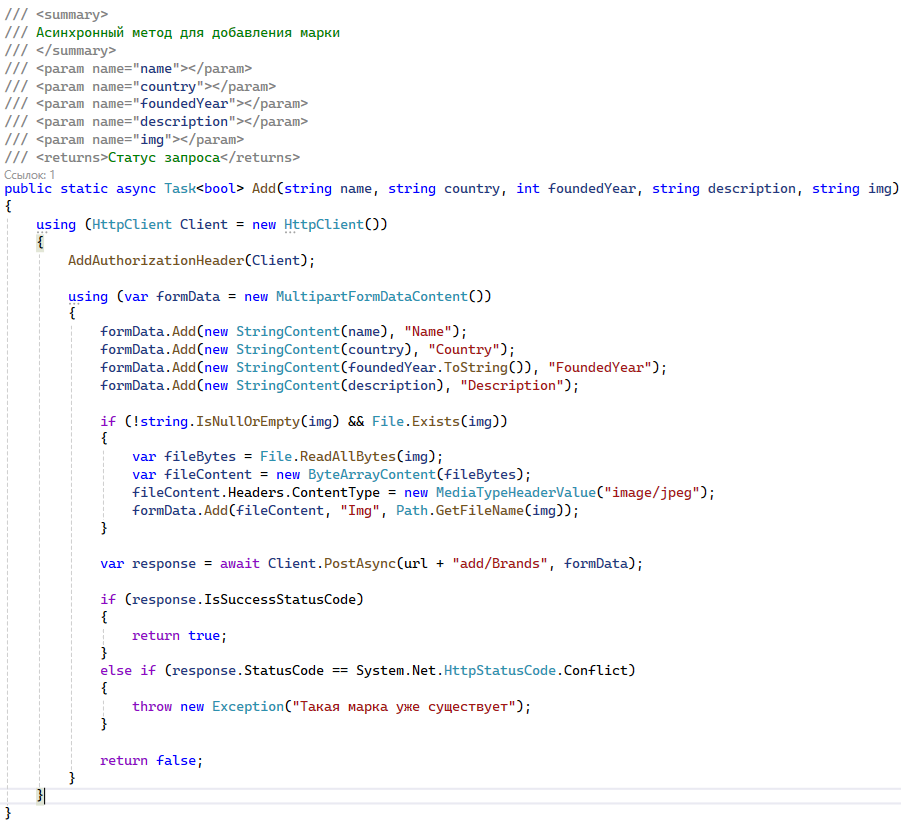 /// <summary>
/// Асинхронный метод для добавления марки
/// </summary>
/// <param name="name"></param>
/// <param name="country"></param>
/// <param name="foundedYear"></param>
/// <param name="description"></param>
/// <param name="img"></param>
/// <returns>Статус запроса</returns>
Ссылок: 1
public static async Task<bool> Add(string name, string country, int foundedYear, string description, string img)
{
    using (HttpClient Client = new HttpClient())
    {
        AddAuthorizationHeader(Client);

        using (var formData = new MultipartFormDataContent())
        {
            formData.Add(new StringContent(name), "Name");
            formData.Add(new StringContent(country), "Country");
            formData.Add(new StringContent(foundedYear.ToString()), "FoundedYear");
            formData.Add(new StringContent(description), "Description");

            if (!string.IsNullOrEmpty(img) && File.Exists(img))
            {
                var fileBytes = File.ReadAllBytes(img);
                var fileContent = new ByteArrayContent(fileBytes);
                fileContent.Headers.ContentType = new MediaTypeHeaderValue("image/jpeg");
                formData.Add(fileContent, "Img", Path.GetFileName(img));
            }

            var response = await Client.PostAsync(url + "add/Brands", formData);

            if (response.IsSuccessStatusCode)
            {
                return true;
            }
            else if (response.StatusCode == System.Net.HttpStatusCode.Conflict)
            {
                throw new Exception("Такая марка уже существует");
            }

            return false;
        }
    }
}